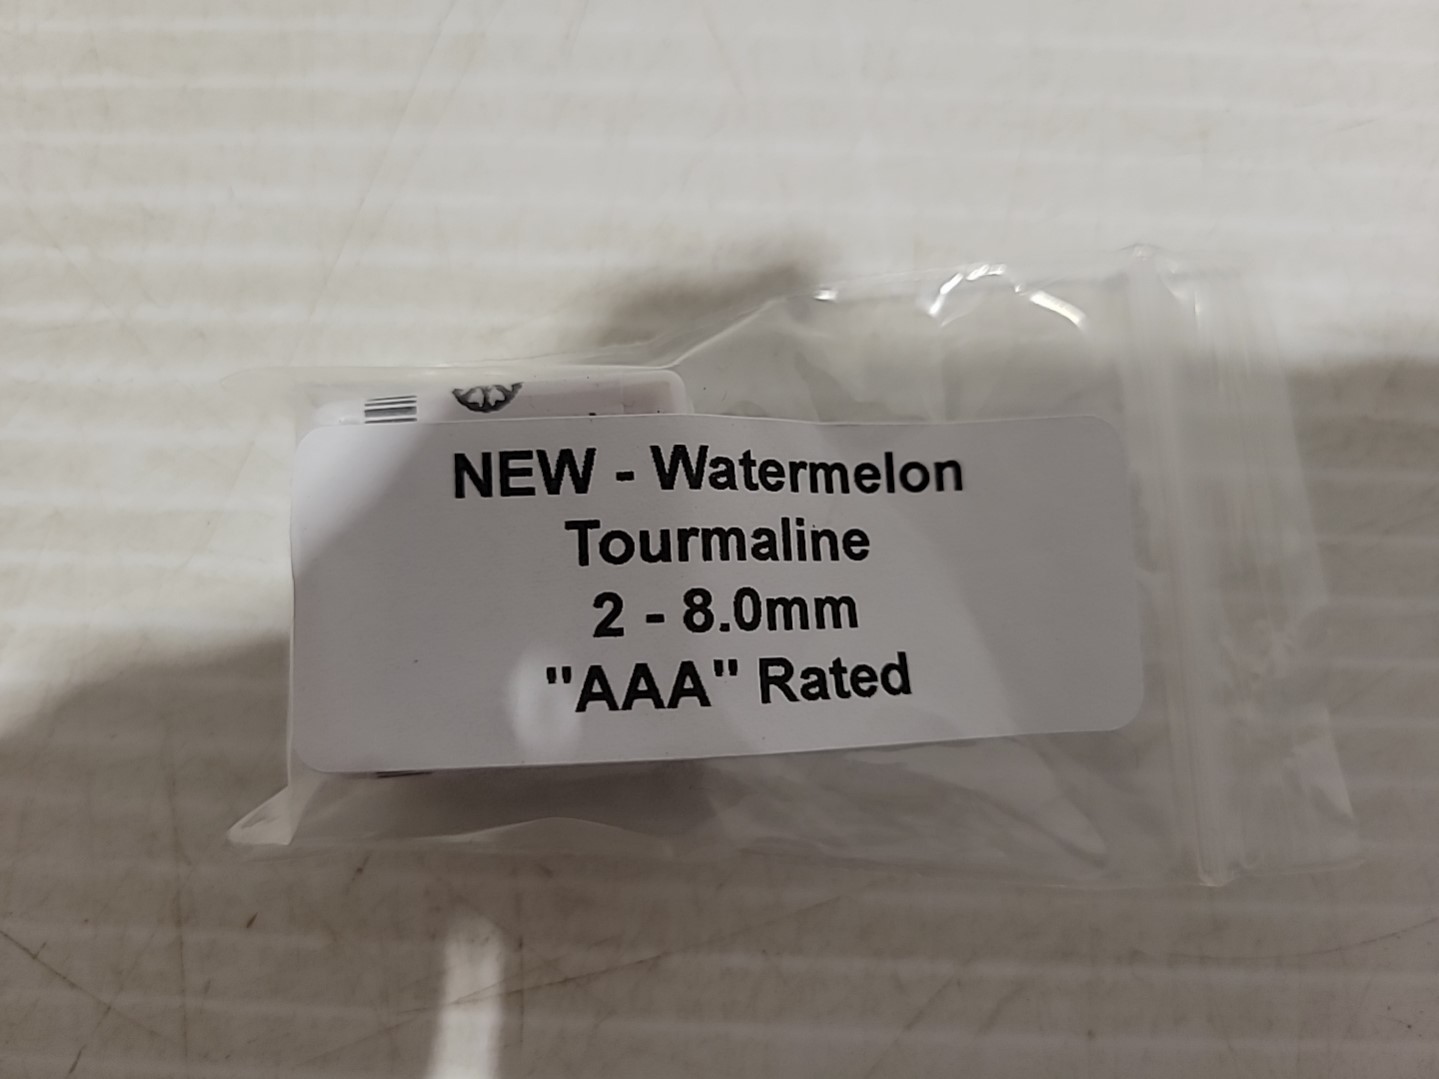 NEW - Watermelon
Tourmaline
2 - 8.0mm
"AAA" Rated